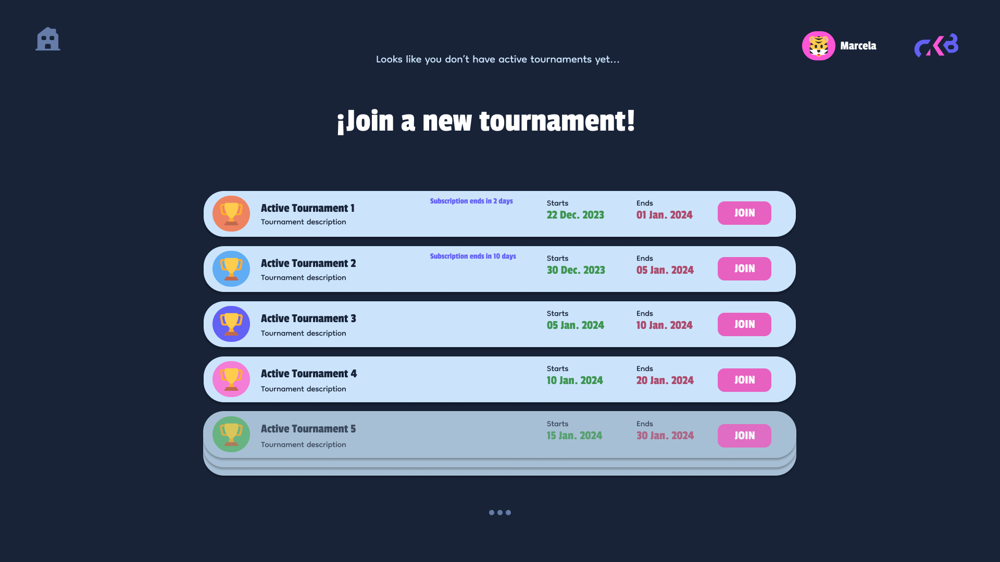 Marcela
CKB
Looks like you don't have active tournaments yet...
¡Join a new tournament!
Active Tournament 1
Tournament description
Subscription ends in 2 days
Starts
22 Dec. 2023
Ends
01 Jan. 2024
JOIN
Active Tournament 2
Tournament description
Subscription ends in 10 days
Starts
30 Dec. 2023
Ends
05 Jan. 2024
JOIN
Active Tournament 3
Tournament description
Starts
05 Jan. 2024
Ends
10 Jan. 2024
JOIN
Active Tournament 4
Tournament description
Starts
10 Jan. 2024
Ends
20 Jan. 2024
JOIN
Active Tournament 5
Tournament description
Starts
15 Jan. 2024
Ends
30 Jan. 2024
JOIN